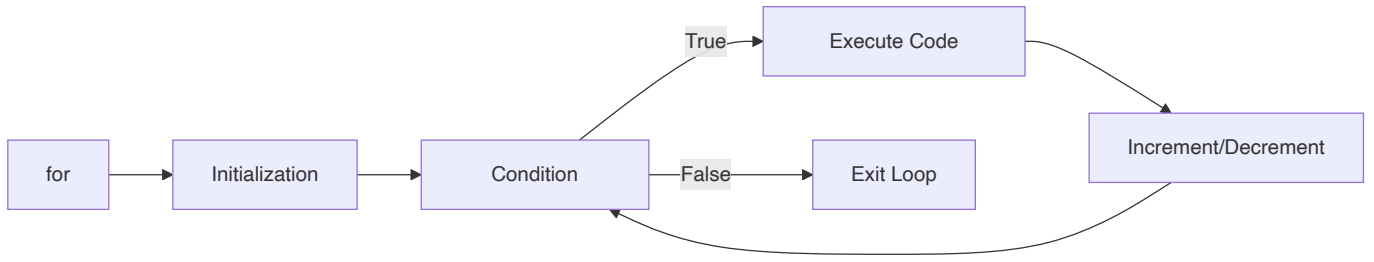 for
Initialization
Condition
True
Execute Code
Increment/Decrement
False
Exit Loop